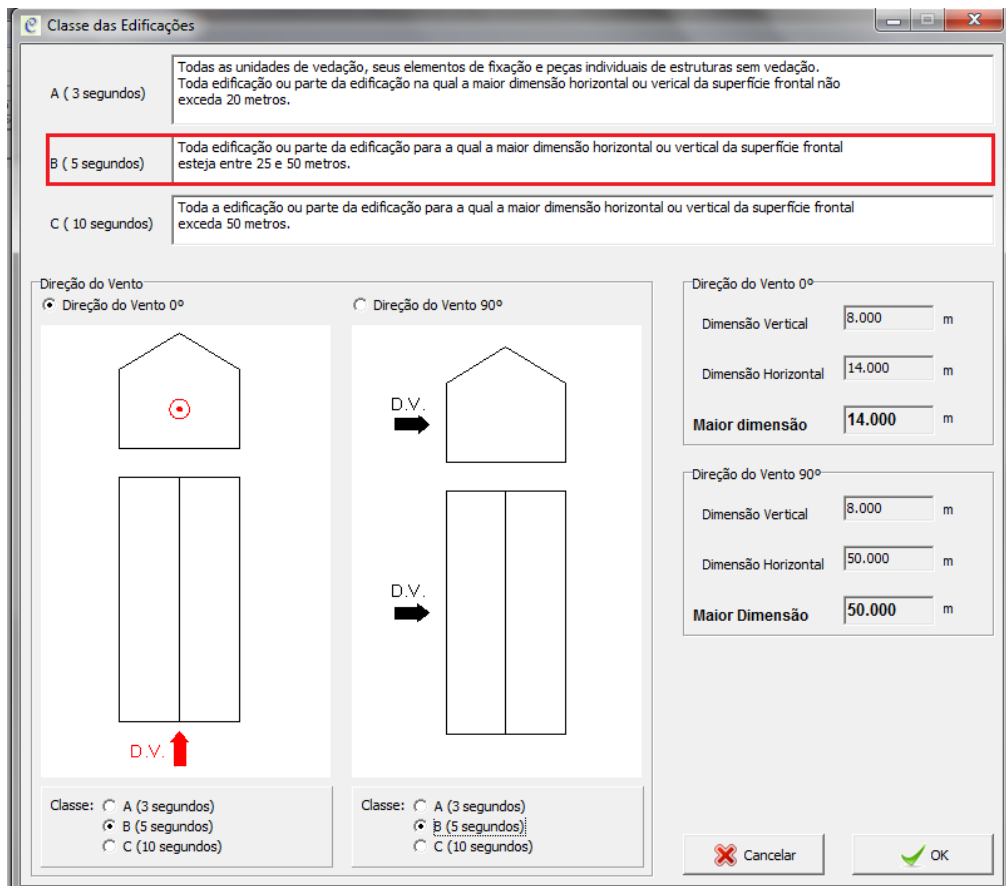 Classe das Edificações
A ( 3 segundos)
Todas as unidades de vedação, seus elementos de fixação e peças individuais de estruturas sem vedação.
Toda edificação ou parte da edificação na qual a maior dimensão horizontal ou verical da superfície frontal não
exceda 20 metros.
B ( 5 segundos)
Toda edificação ou parte da edificação para a qual a maior dimensão horizontal ou vertical da superfície frontal
esteja entre 25 e 50 metros.
C ( 10 segundos)
Toda a edificação ou parte da edificação para a qual a maior dimensão horizontal ou vertical da superfície frontal
exceda 50 metros.
Direção do Vento
Direção do Vento 0º
D.V.
Classe:
A (3 segundos)
B (5 segundos)
C (10 segundos)
Direção do Vento 90º
D.V.
D.V.
Classe:
A (3 segundos)
B (5 segundos)
C (10 segundos)
Direção do Vento 0º
Dimensão Vertical 8.000 m
Dimensão Horizontal 14.000 m
Maior dimensão 14.000 m
Direção do Vento 90º
Dimensão Vertical 8.000 m
Dimensão Horizontal 50.000 m
Maior Dimensão 50.000 m
Cancelar
OK